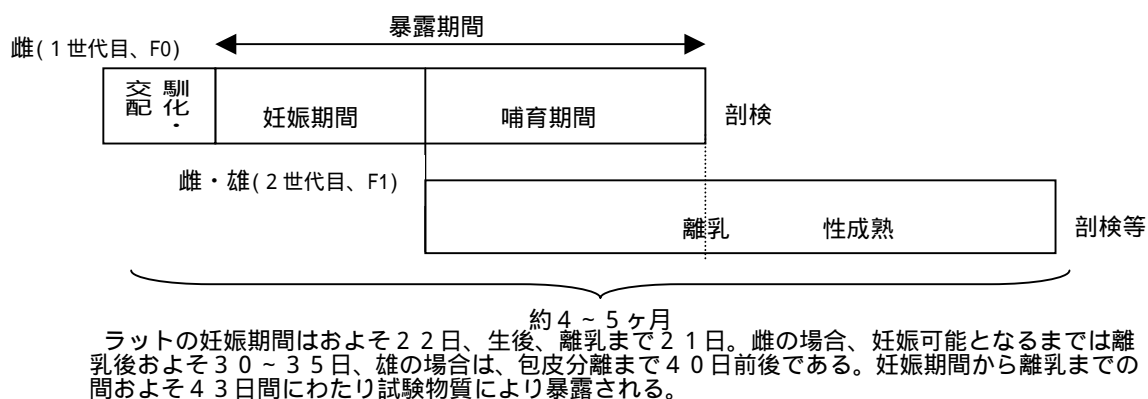 暴露期間
雌(１世代目、F0)
馴化・交配
妊娠期間
哺育期間
剖検
雌・雄(２世代目、F1)
離乳
性成熟
剖検等
約４～５ヶ月
ラットの妊娠期間はおよそ２２日、生後、離乳まで２１日。雌の場合、妊娠可能となるまでは離
乳後およそ３０～３５日、雄の場合は、包皮分離まで４０日前後である。妊娠期間から離乳までの
間およそ４３日間にわたり試験物質により暴露される。